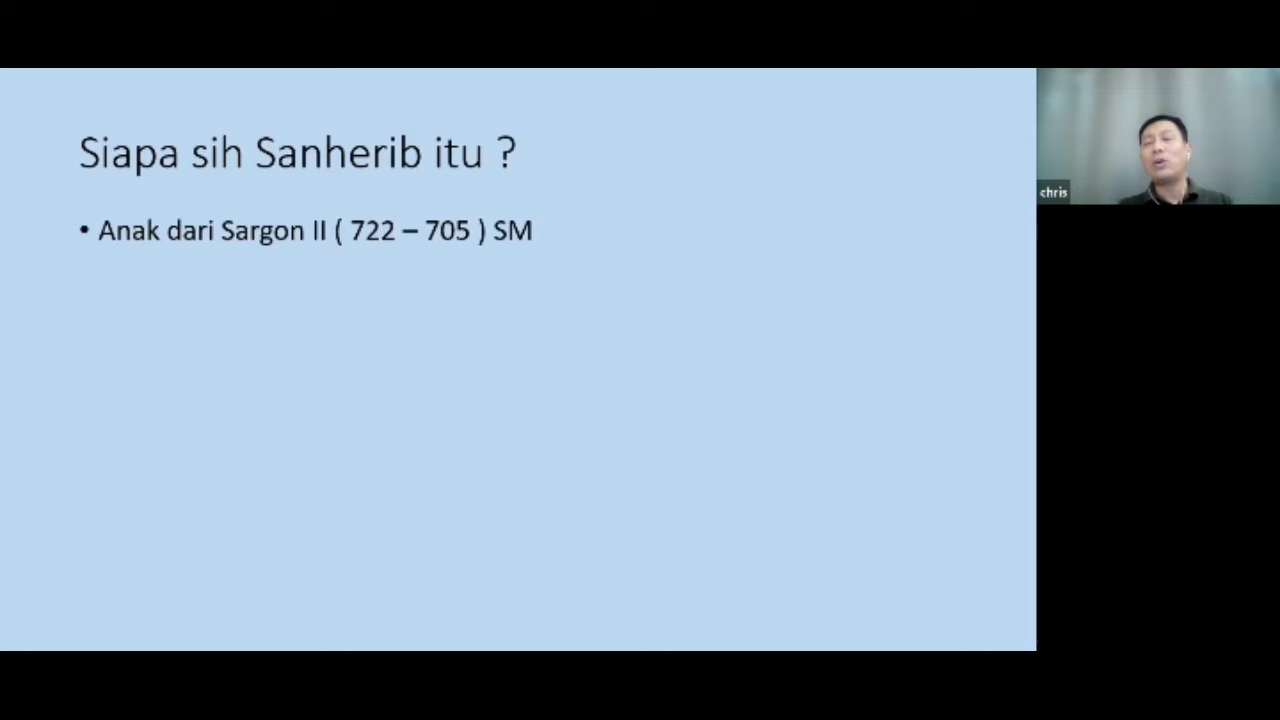 Siapa sih Sanherib itu ?
• Anak dari Sargon II ( 722 – 705 ) SM
chris